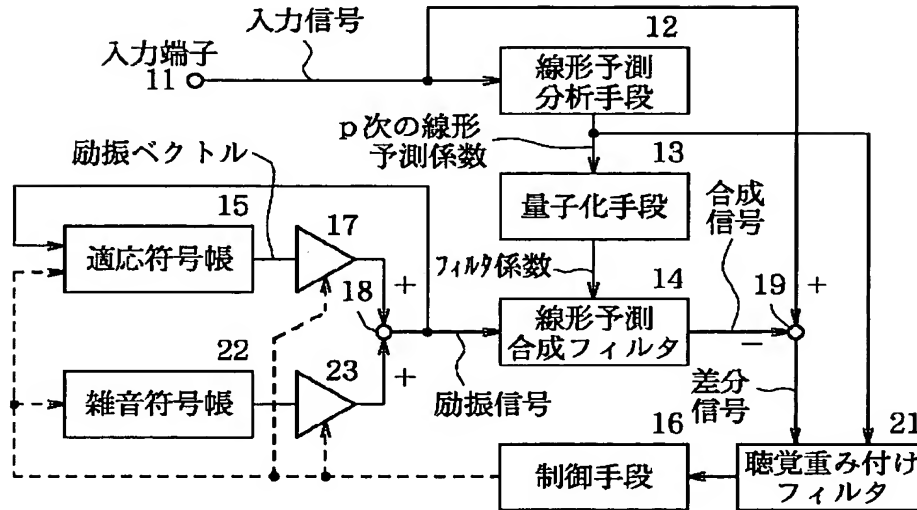 入力信号
12
入力端子
11
線形予測
分析手段
p次の線形
予測係数
13
励振ベクトル
15
17
量子化手段
合成
信号
適応符号帳
フィルタ係数
14
+
18
線形予測
合成フィルタ
19
+
−
22
23
+
雑音符号帳
励振信号
差分
信号
16
21
制御手段
聴覚重み付け
フィルタ